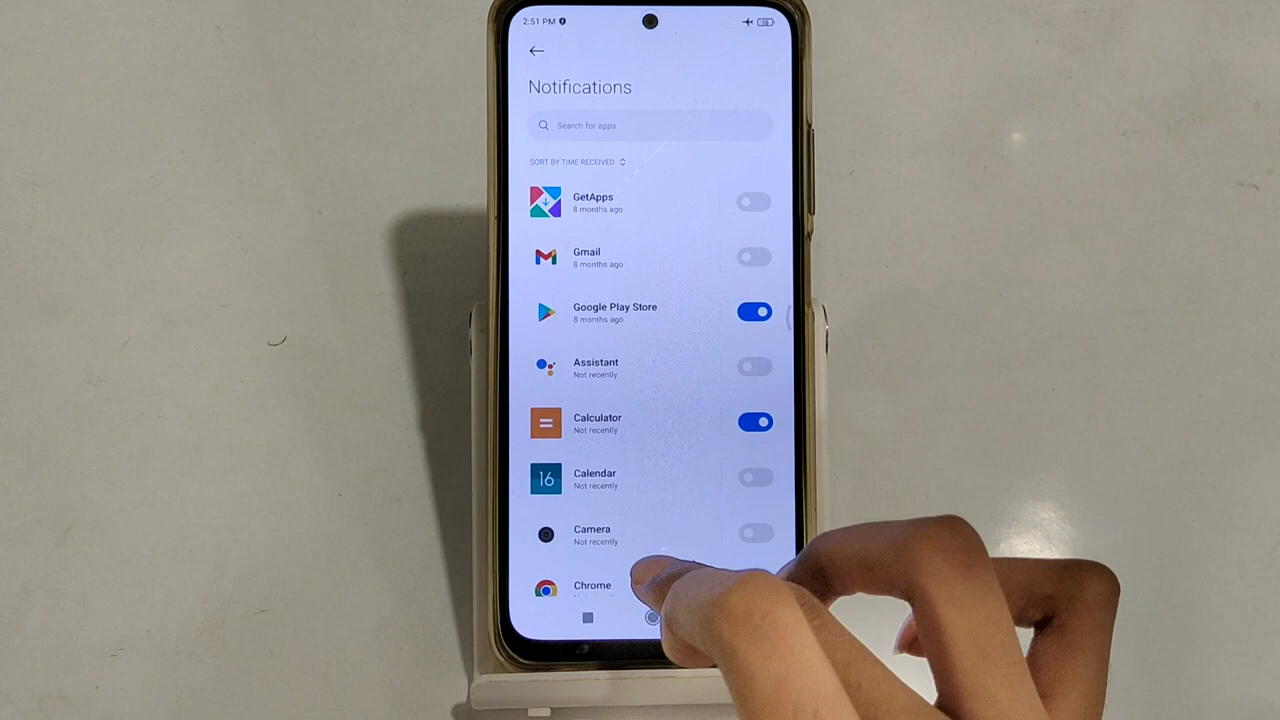 2:51 PM
78
Notifications
Search for apps
SORT BY TIME RECEIVED
GetApps
8 months ago
Gmail
8 months ago
Google Play Store
8 months ago
Assistant
Not recently
Calculator
Not recently
16
Calendar
Not recently
Camera
Not recently
Chrome